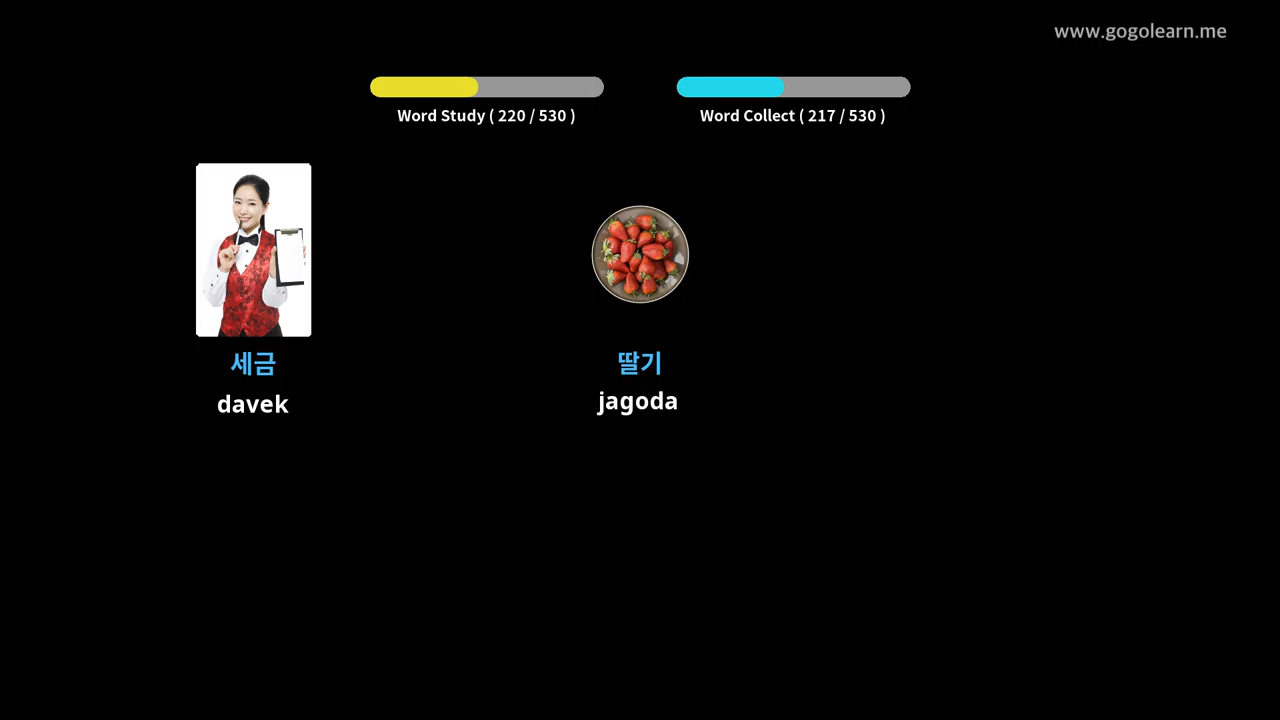 www.gogolearn.me
Word Study ( 220 / 530 )
Word Collect ( 217 / 530 )
세금
davek
딸기
jagoda